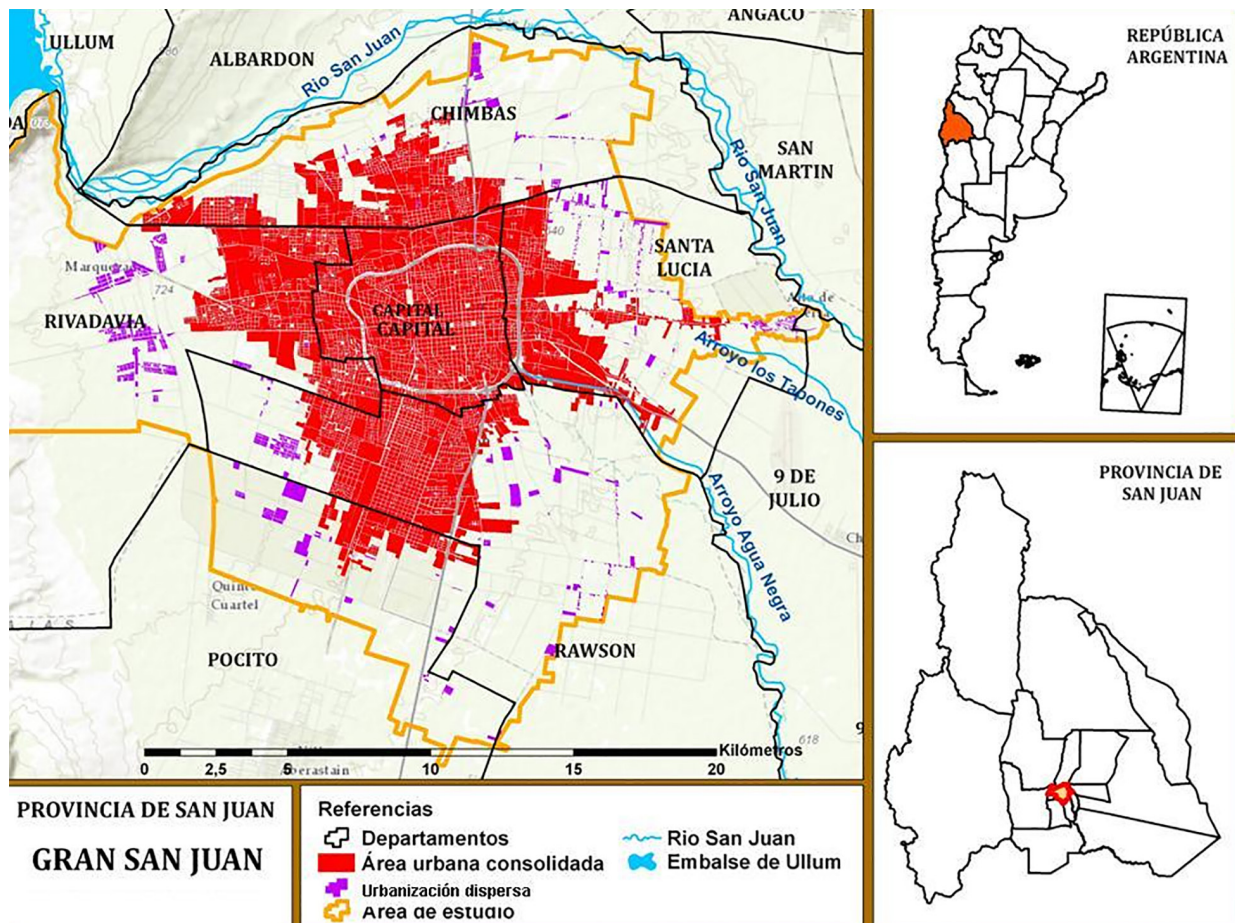 ULLUM
ALBARDON
ANGACO
Rio San Juan
CHIMBAS
SAN
MARTIN
Rio San Juan
SANTA
LUCIA
640
724
RIVADAVIA
CAPITAL
CAPITAL
Arroyo los Tapones
9 DE
JULIO
Arroyo Agua Negra
Cuartel
POCITO
RAWSON
618
Kilómetros
0 2,5 5 10 15 20
REPÚBLICA
ARGENTINA
PROVINCIA DE
SAN JUAN
PROVINCIA DE SAN JUAN
GRAN SAN JUAN
Referencias
Departamentos
Área urbana consolidada
Urbanización dispersa
Area de estudio
Rio San Juan
Embalse de Ullum